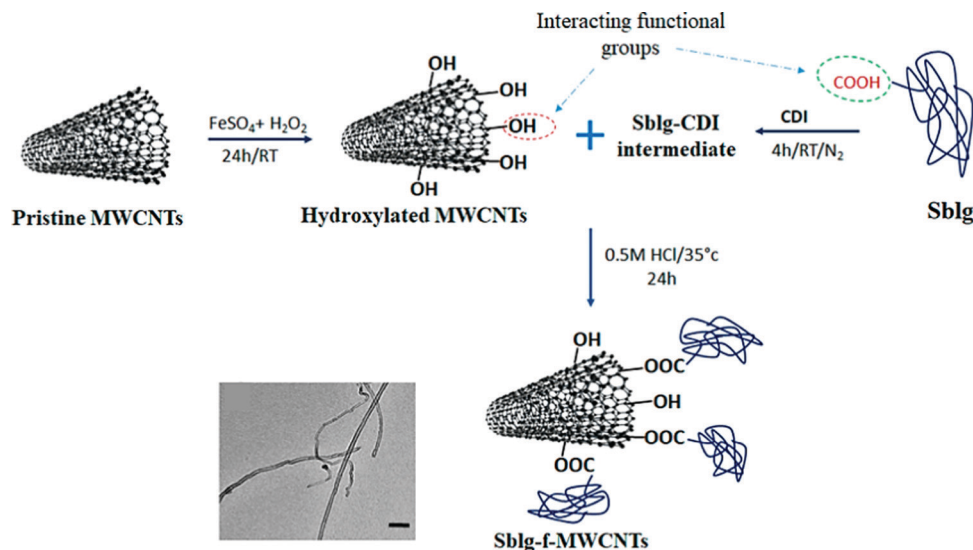 Interacting functional
groups
OH
OH
OH
OH
OH
COOH
FeSO₄+ H₂O₂
24h/RT
+
Sblg-CDI
intermediate
CDI
4h/RT/N₂
Pristine MWCNTs
Hydroxylated MWCNTs
Sblg
0.5M HCl/35°c
24h
OH
OOC
OH
OOC
OOC
Sblg-f-MWCNTs